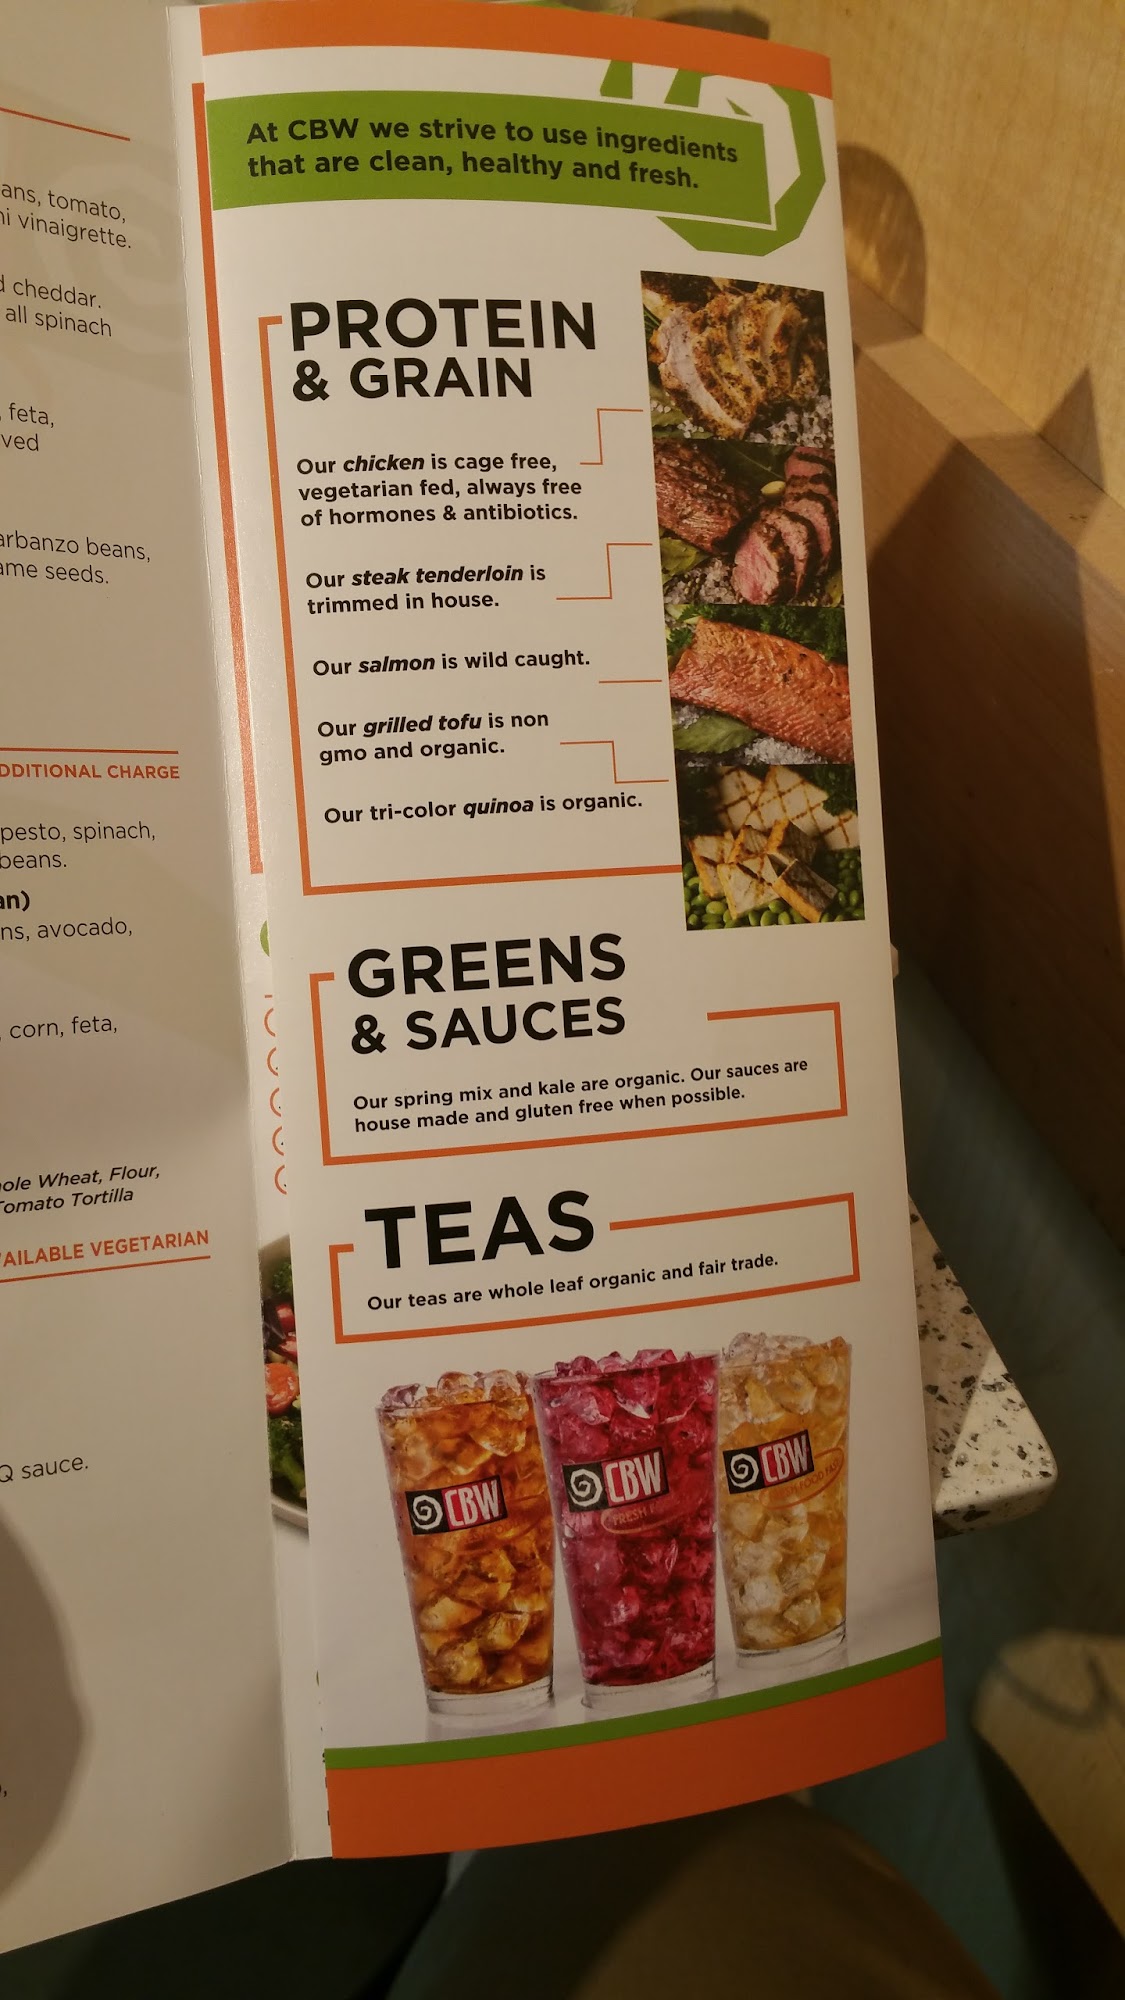 ans, tomato,
ni vinaigrette.
d cheddar.
all spinach
, feta,
ved
arbanzo beans,
ame seeds.
DDITIONAL CHARGE
pesto, spinach,
beans.
an)
ns, avocado,
, corn, feta,
ole Wheat, Flour,
Tomato Tortilla
AILABLE VEGETARIAN
Q sauce.
At CBW we strive to use ingredients
that are clean, healthy and fresh.
PROTEIN
& GRAIN
Our chicken is cage free,
vegetarian fed, always free
of hormones & antibiotics.
Our steak tenderloin is
trimmed in house.
Our salmon is wild caught.
Our grilled tofu is non
gmo and organic.
Our tri-color quinoa is organic.
GREENS
& SAUCES
Our spring mix and kale are organic. Our sauces are
house made and gluten free when possible.
TEAS
Our teas are whole leaf organic and fair trade.
CBW
CBW
FRESH
CBW
FOOD FAS